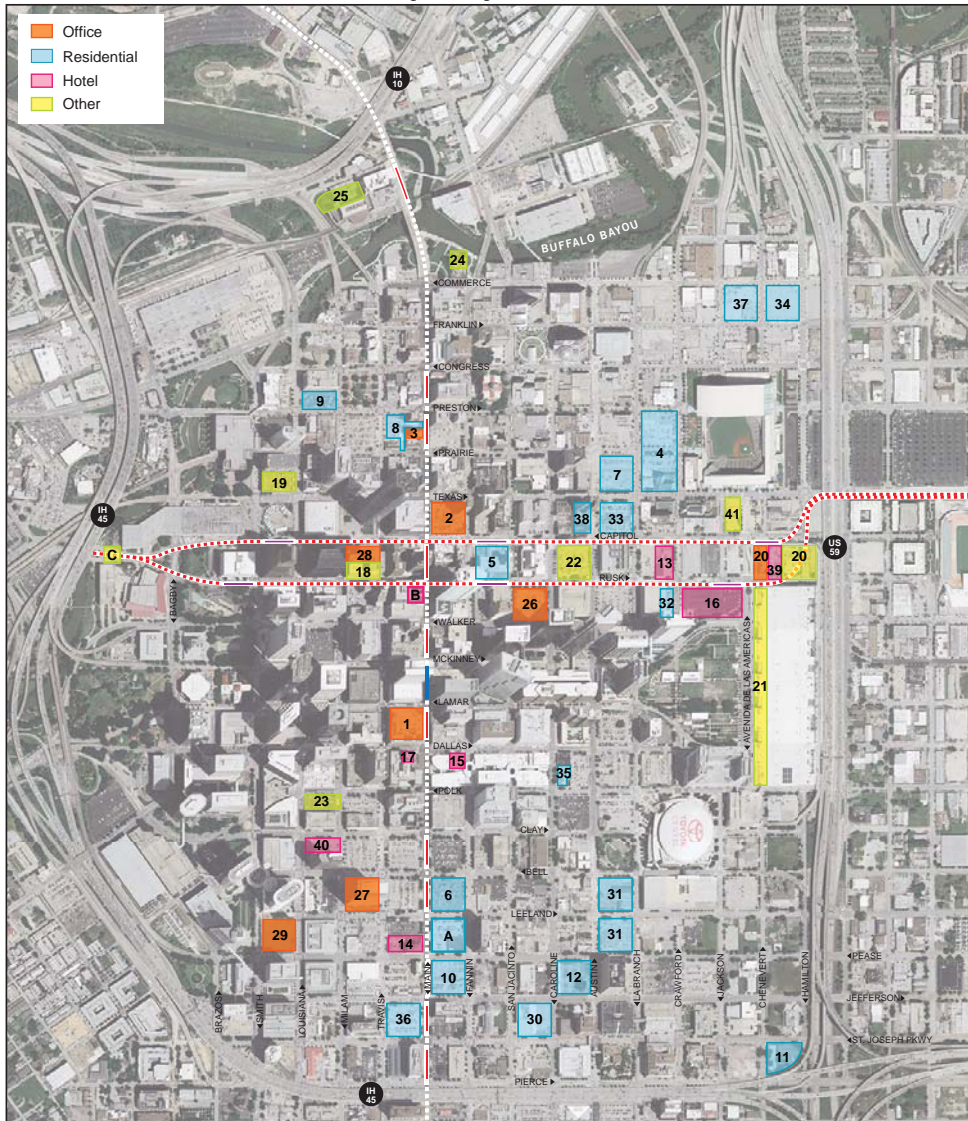 Office
Residential
Hotel
Other
IH
10
25
BUFFALO BAYOU
24
COMMERCE
37
34
FRANKLIN
CONGRESS
9
PRESTON
8
3
4
PRAIRIE
7
19
TEXAS
2
38
33
41
IH
45
CAPITOL
US
59
C
28
18
5
22
13
20
39
20
RUSK
BAGBY
B
26
32
16
WALKER
MCKINNEY
AVENIDA DE LAS AMERICAS
21
LAMAR
1
DALLAS
17
15
35
POLK
23
CLAY
TOYOTA
40
BELL
27
6
31
LEELAND
29
14
A
31
PEASE
10
12
BRAZOS
SMITH
LOUISIANA
MILAM
TRAVIS
MAIN
FANNIN
SAN JACINTO
CAROLINE
AUSTIN
LA BRANCH
CRAWFORD
JACKSON
CHENEVERT
HAMILTON
JEFFERSON
36
30
ST. JOSEPH PKWY
11
PIERCE
IH
45